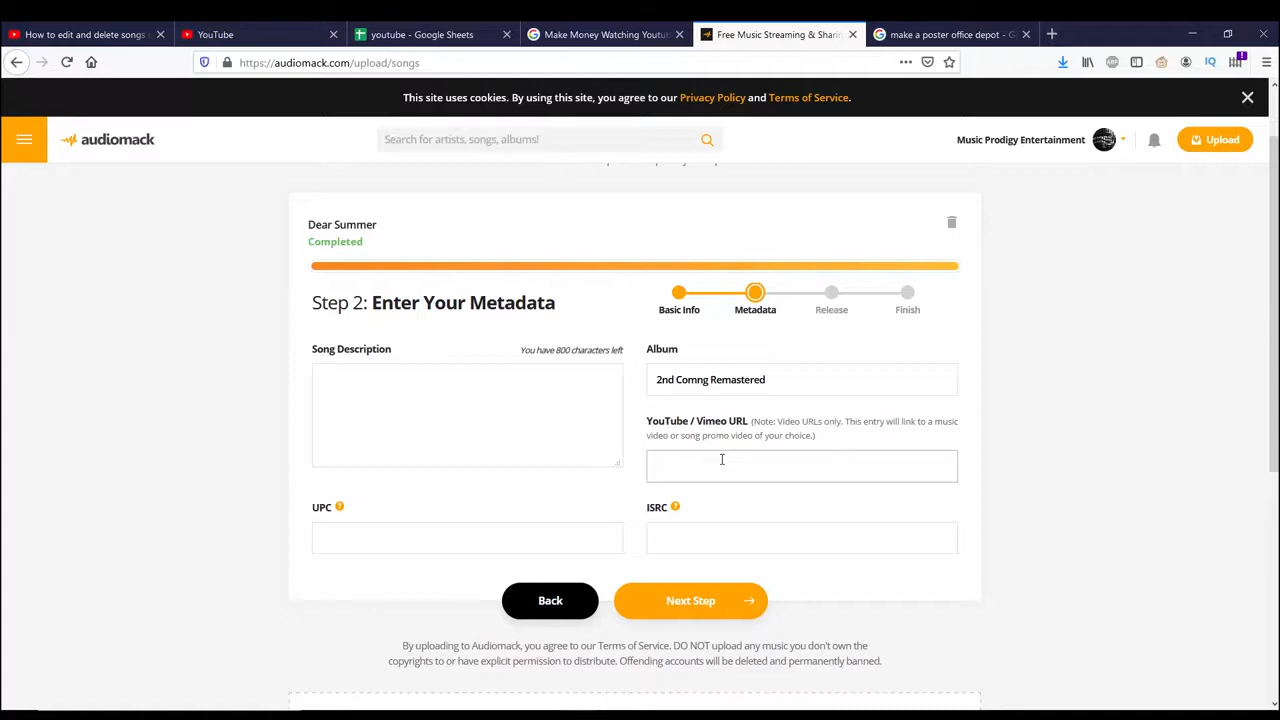 How to edit and delete songs o
YouTube
youtube - Google Sheets
Make Money Watching Youtub
Free Music Streaming & Sharin
make a poster office depot - G
https://audiomack.com/upload/songs
ABP
IQ
This site uses cookies. By using this site, you agree to our Privacy Policy and Terms of Service.
audiomack
Search for artists, songs, albums!
Music Prodigy Entertainment
Upload
Dear Summer
Completed
Step 2: Enter Your Metadata
Basic Info
Metadata
Release
Finish
Song Description
You have 800 characters left
Album
2nd Comng Remastered
YouTube / Vimeo URL (Note: Video URLs only. This entry will link to a music
video or song promo video of your choice.)
UPC ?
ISRC ?
Back
Next Step
By uploading to Audiomack, you agree to our Terms of Service. DO NOT upload any music you don't own the
copyrights to or have explicit permission to distribute. Offending accounts will be deleted and permanently banned.